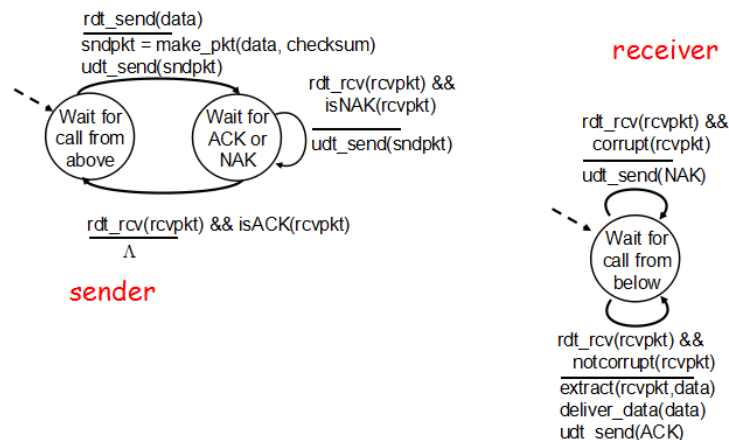 rdt_send(data)
sndpkt = make_pkt(data, checksum)
udt_send(sndpkt)
Wait for
call from
above
Wait for
ACK or
NAK
rdt_rcv(rcvpkt) &&
isNAK(rcvpkt)
udt_send(sndpkt)
rdt_rcv(rcvpkt) && isACK(rcvpkt)
Λ
sender
receiver
rdt_rcv(rcvpkt) &&
corrupt(rcvpkt)
udt_send(NAK)
Wait for
call from
below
rdt_rcv(rcvpkt) &&
notcorrupt(rcvpkt)
extract(rcvpkt,data)
deliver_data(data)
udt_send(ACK)